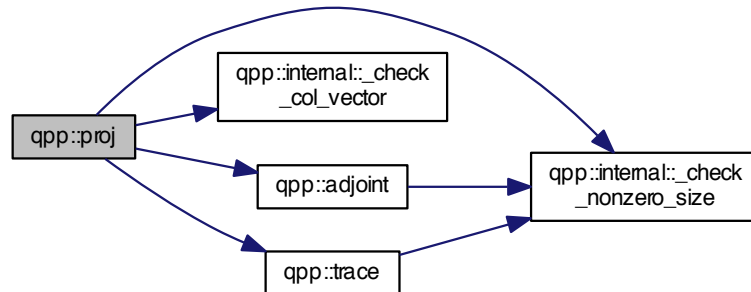 qpp::proj
qpp::internal::_check
_col_vector
qpp::adjoint
qpp::trace
qpp::internal::_check
_nonzero_size